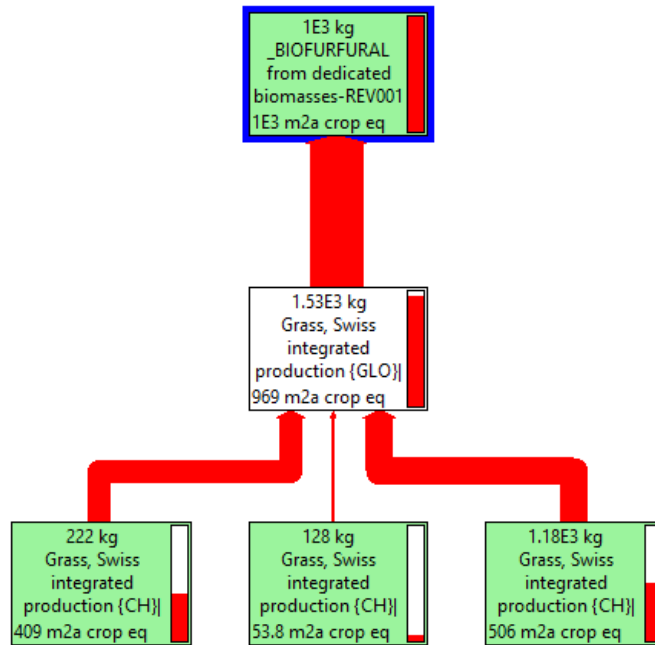 1E3 kg
_BIOFURFURAL
from dedicated
biomasses-REV001
1E3 m2a crop eq
1.53E3 kg
Grass, Swiss
integrated
production {GLO}|
969 m2a crop eq
222 kg
Grass, Swiss
integrated
production {CH}|
409 m2a crop eq
128 kg
Grass, Swiss
integrated
production {CH}|
53.8 m2a crop eq
1.18E3 kg
Grass, Swiss
integrated
production {CH}|
506 m2a crop eq